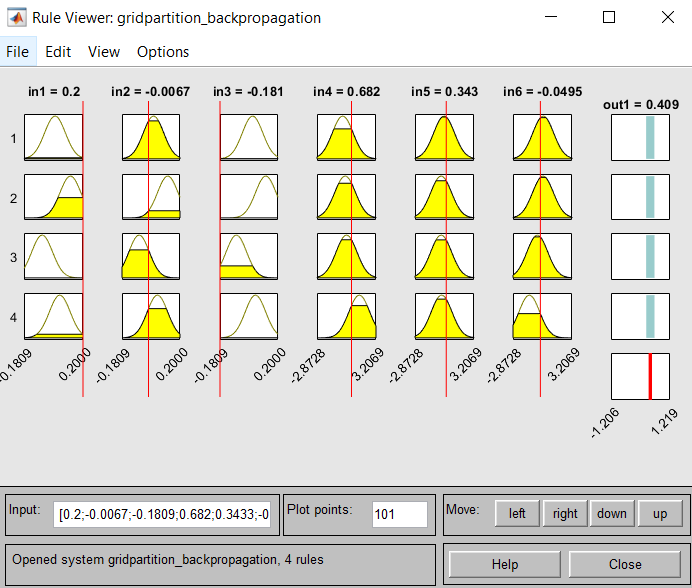 Rule Viewer: gridpartition_backpropagation
File Edit View Options
in1 = 0.2 in2 = -0.0067 in3 = -0.181 in4 = 0.682 in5 = 0.343 in6 = -0.0495
out1 = 0.409
1
2
3
4
-0.1809 0.2000 -0.1809 0.2000 -0.1809 0.2000 -2.8728 3.2069 -2.8728 3.2069 -2.8728 3.2069
-1.206 1.219
Input: [0.2;-0.0067;-0.1809;0.682;0.3433;-0 Plot points: 101 Move: left right down up
Opened system gridpartition_backpropagation, 4 rules Help Close